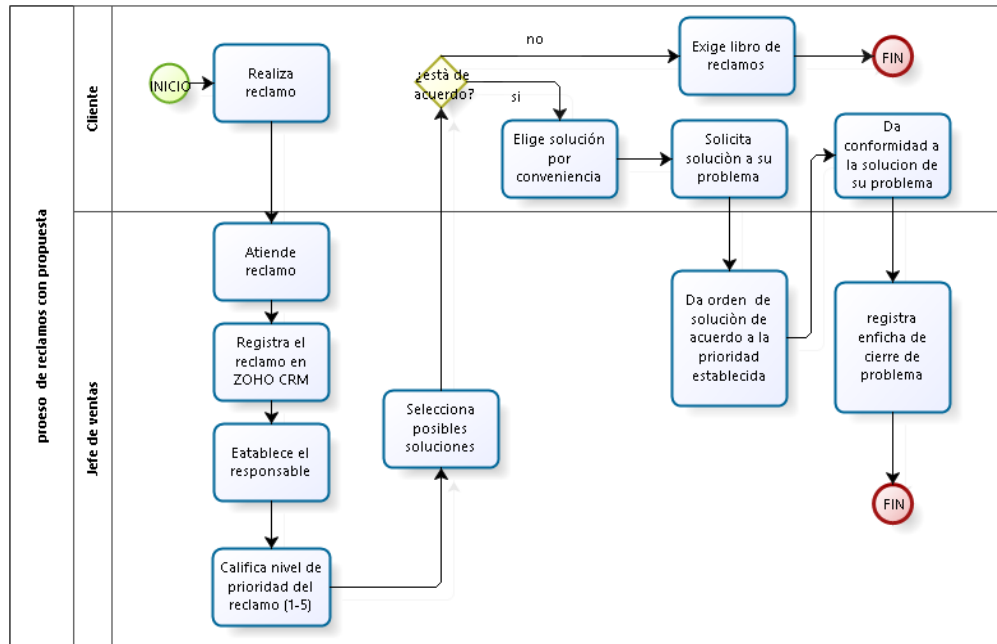 proceso de reclamos con propuesta
Cliente
INICIO
Realiza
reclamo
¿està de
acuerdo?
no
si
Exige libro de
reclamos
FIN
Elige solución
por
conveniencia
Solicita
soluciòn a su
problema
Da
conformidad a
la solucion de
su problema
Jefe de ventas
Atiende
reclamo
Registra el
reclamo en
ZOHO CRM
Eatablece el
responsable
Califica nivel de
prioridad del
reclamo (1-5)
Selecciona
posibles
soluciones
Da orden de
soluciòn de
acuerdo a la
prioridad
establecida
registra
enficha de
cierre de
problema
FIN